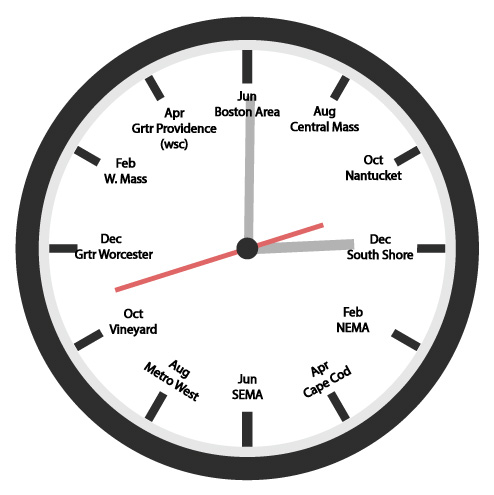 Jun
Boston Area
Aug
Central Mass
Oct
Nantucket
Dec
South Shore
Feb
NEMA
Apr
Cape Cod
Jun
SEMA
Aug
Metro West
Oct
Vineyard
Dec
Grtr Worcester
Feb
W. Mass
Apr
Grtr Providence
(wsc)